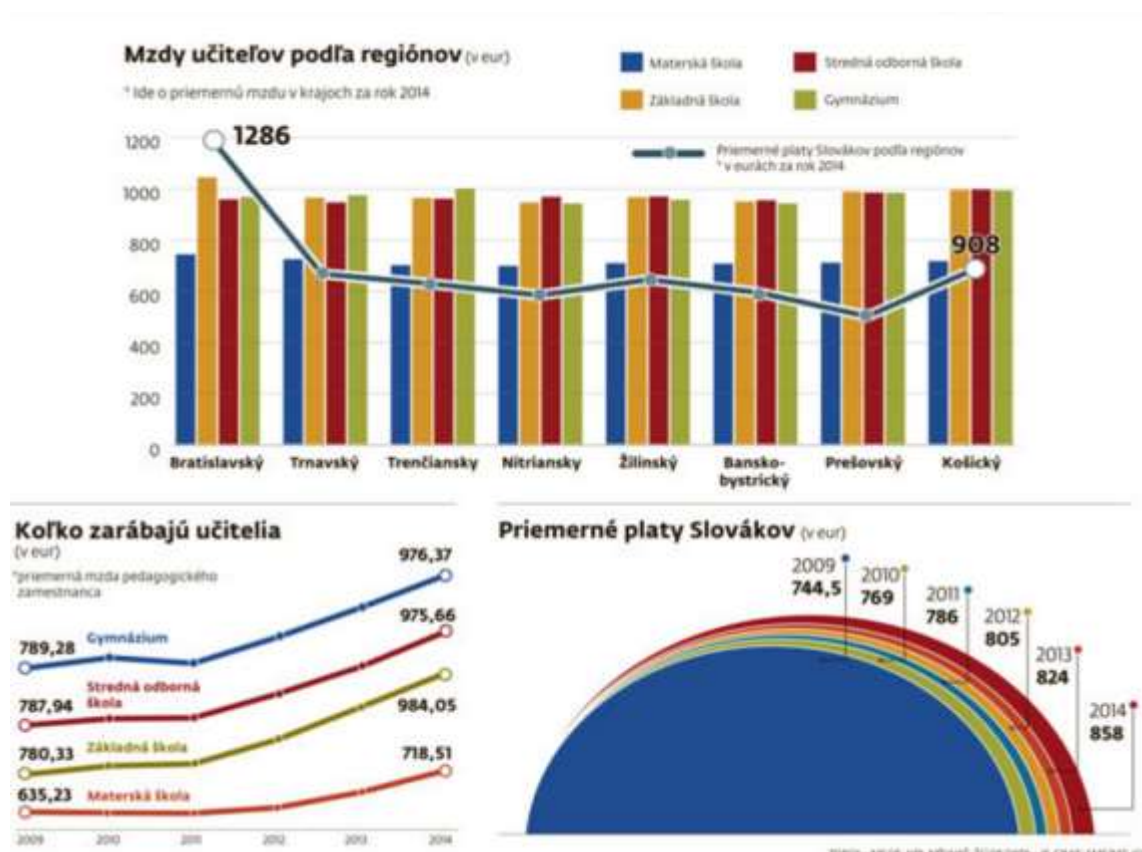 Mzdy učiteľov podľa regiónov (v eur)
* Ide o priemernú mzdu v krajoch za rok 2014
Materská škola
Stredná odborná škola
Základná škola
Gymnázium
Priemerné platy Slovákov podľa regiónov
* v eurách za rok 2014
1286
908
1200
1000
800
600
400
200
0
Bratislavský Trnavský Trenčiansky Nitriansky Žilinský Bansko-bystrický Prešovský Košický
Koľko zarábajú učitelia
(v eur)
*priemerná mzda pedagogického
zamestnanca
976,37
975,66
789,28 Gymnázium
787,94 Stredná odborná
škola
984,05
780,33 Základná škola
718,51
635,23 Materská škola
2009 2010 2011 2012 2013 2014
Priemerné platy Slovákov (v eur)
2009
744,5
2010
769
2011
786
2012
805
2013
824
2014
858